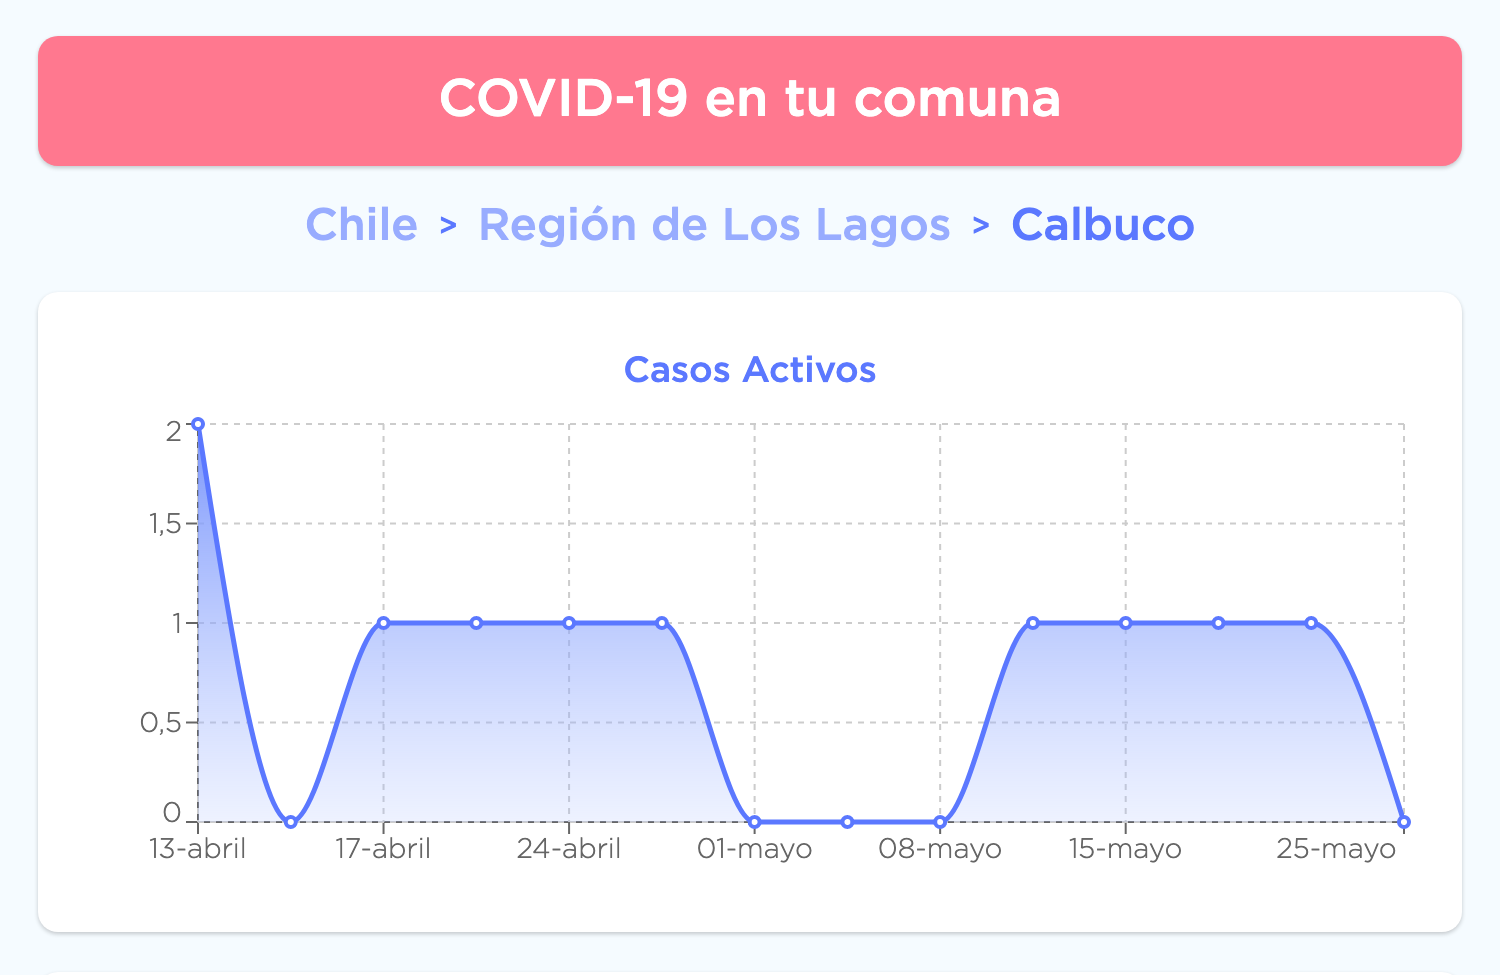 COVID-19 en tu comuna
Chile > Región de Los Lagos > Calbuco
Casos Activos
2
1,5
1
0,5
0
13-abril 17-abril 24-abril 01-mayo 08-mayo 15-mayo 25-mayo